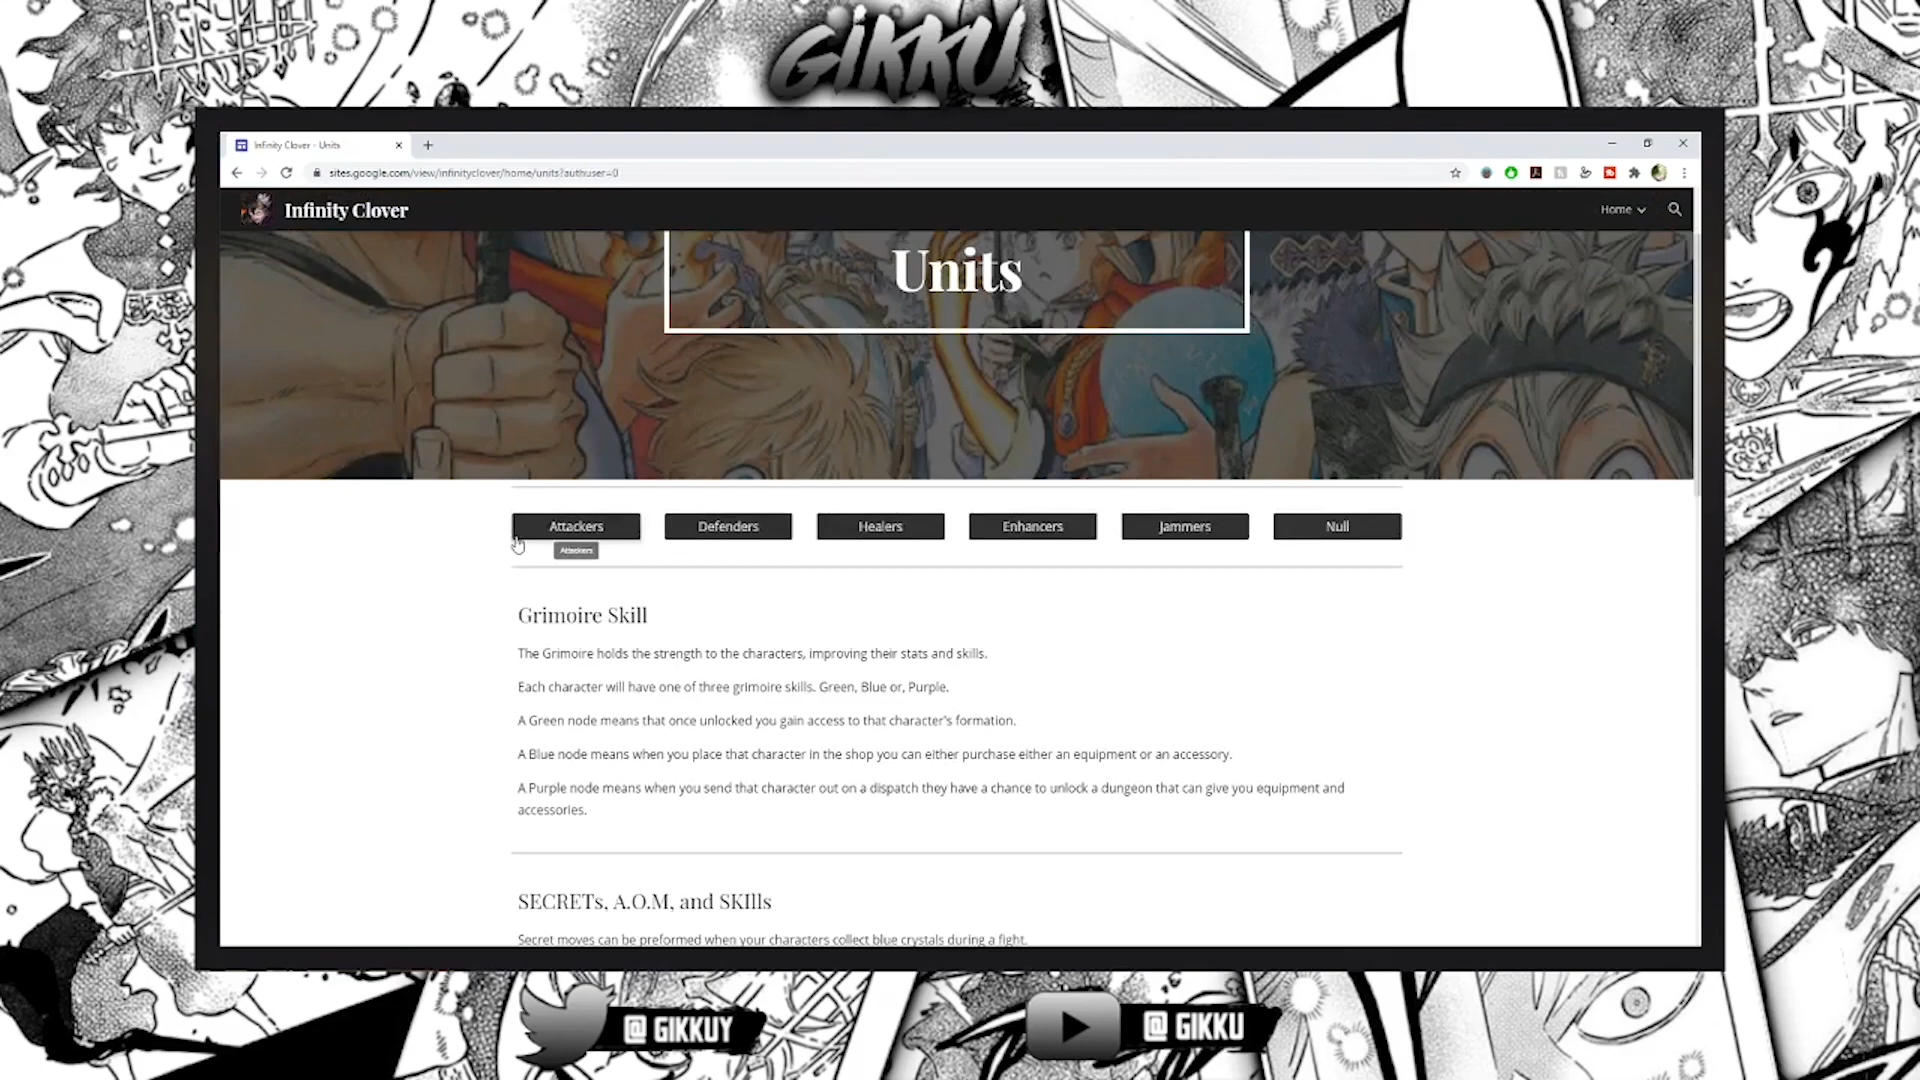 GIKKU
Infinity Clover - Units
sites.google.com/view/infinityclover/home/units?authuser=0
Infinity Clover
Home
Units
Attackers
Defenders
Healers
Enhancers
Jammers
Null
Attackers
Grimoire Skill
The Grimoire holds the strength to the characters, improving their stats and skills.
Each character will have one of three grimoire skills. Green, Blue or, Purple.
A Green node means that once unlocked you gain access to that character's formation.
A Blue node means when you place that character in the shop you can either purchase either an equipment or an accessory.
A Purple node means when you send that character out on a dispatch they have a chance to unlock a dungeon that can give you equipment and
accessories.
SECRETs, A.O.M, and SKIlls
Secret moves can be preformed when your characters collect blue crystals during a fight.
@ GIKKUY
@ GIKKU